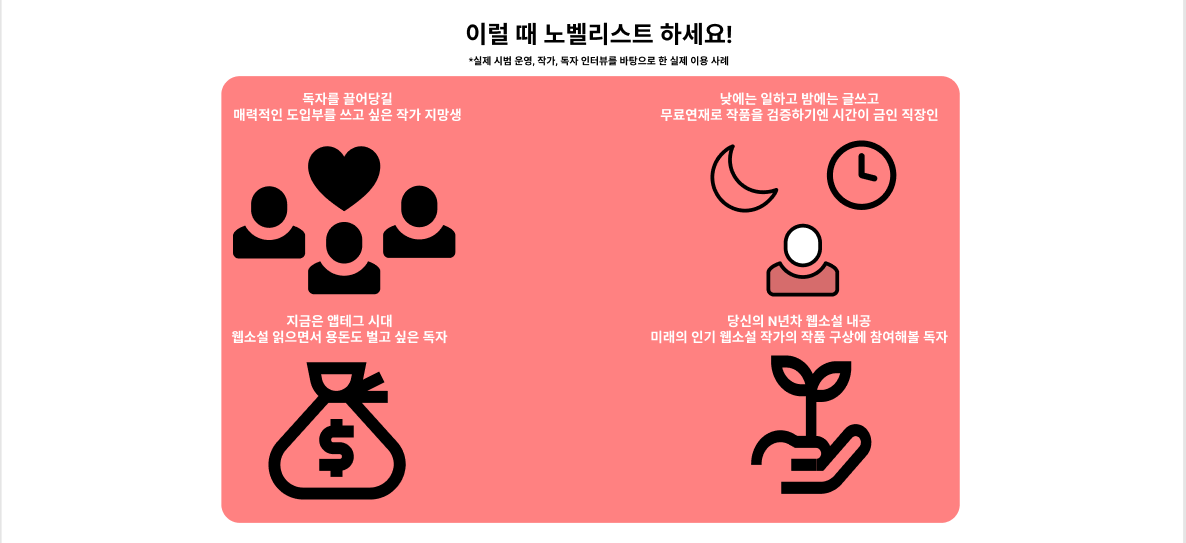 이럴 때 노벨리스트 하세요!
*실제 시범 운영, 작가, 독자 인터뷰를 바탕으로 한 실제 이용 사례
독자를 끌어당길
매력적인 도입부를 쓰고 싶은 작가 지망생
낮에는 일하고 밤에는 글쓰고
무료연재로 작품을 검증하기엔 시간이 금인 직장인
지금은 앱테그 시대
웹소설 읽으면서 용돈도 벌고 싶은 독자
당신의 N년차 웹소설 내공
미래의 인기 웹소설 작가의 작품 구상에 참여해볼 독자
$